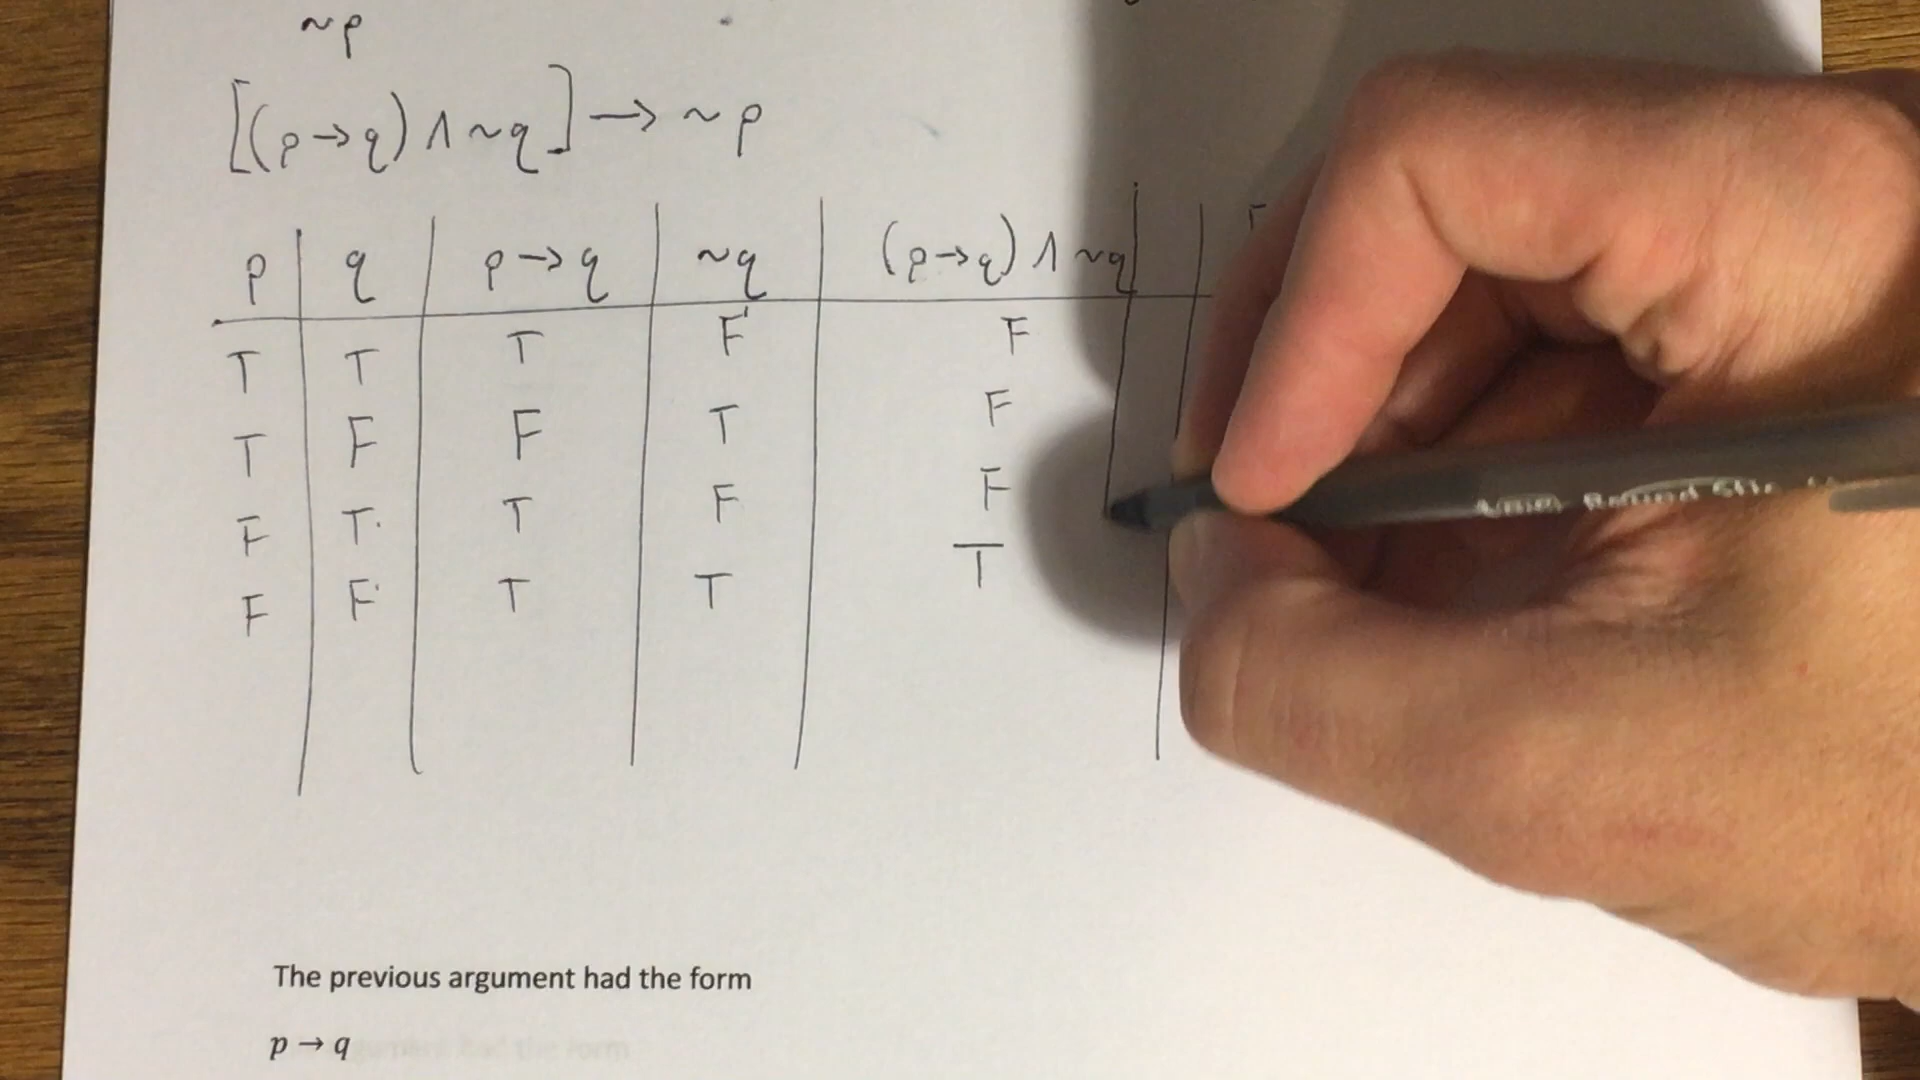 ~p
[(p→q)∧~q]→~p
p q p→q ~q (p→q)∧~q
T T T F F
T F F T F
F T T F F
F F T T T
The previous argument had the form
p → q